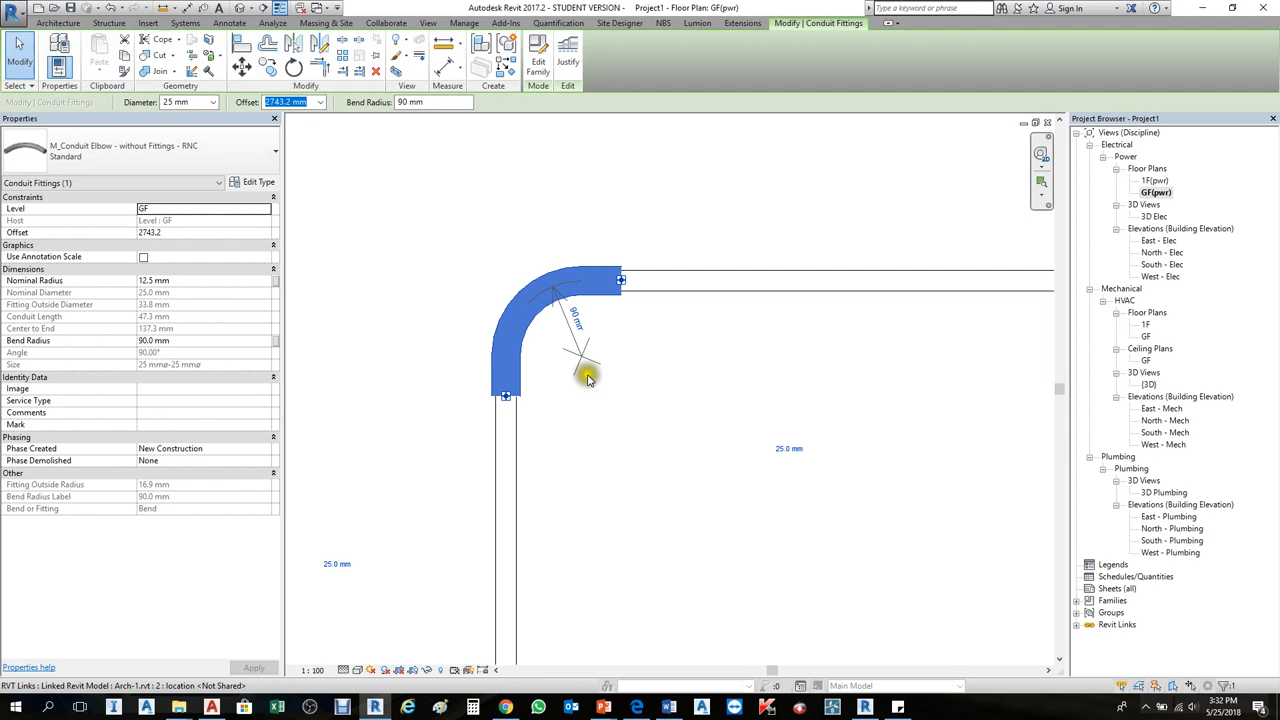 Autodesk Revit 2017.2 - STUDENT VERSION - Project1 - Floor Plan: GF(pwr)
Type a keyword or phrase
Sign In
Architecture Structure Insert Systems Annotate Analyze Massing & Site Collaborate View Manage Add-Ins Quantification Site Designer NBS Lumion Extensions Modify | Conduit Fittings
Modify
Paste
Cope
Cut
Join
Edit Family
Justify
Select Properties Clipboard Geometry Modify View Measure Create Mode Edit
Modify | Conduit Fittings Diameter: 25 mm Offset: 2743.2 mm Bend Radius: 90 mm
Properties
M_Conduit Elbow - without Fittings - RNC
Standard
Conduit Fittings (1) Edit Type
Constraints
Level GF
Host Level : GF
Offset 2743.2
Graphics
Use Annotation Scale
Dimensions
Nominal Radius 12.5 mm
Nominal Diameter 25.0 mm
Fitting Outside Diameter 33.8 mm
Conduit Length 47.3 mm
Center to End 137.3 mm
Bend Radius 90.0 mm
Angle 90.00°
Size 25 mmø-25 mmø
Identity Data
Image
Service Type
Comments
Mark
Phasing
Phase Created New Construction
Phase Demolished None
Other
Fitting Outside Radius 16.9 mm
Bend Radius Label 90.0 mm
Bend or Fitting Bend
Properties help Apply
90 mm
25.0 mm
25.0 mm
1 : 100
Project Browser - Project1
Views (Discipline)
Electrical
Power
Floor Plans
1F(pwr)
GF(pwr)
3D Views
3D Elec
Elevations (Building Elevation)
East - Elec
North - Elec
South - Elec
West - Elec
Mechanical
HVAC
Floor Plans
1F
GF
Ceiling Plans
GF
3D Views
{3D}
Elevations (Building Elevation)
East - Mech
North - Mech
South - Mech
West - Mech
Plumbing
Plumbing
3D Views
3D Plumbing
Elevations (Building Elevation)
East - Plumbing
North - Plumbing
South - Plumbing
West - Plumbing
Legends
Schedules/Quantities
Sheets (all)
Families
Groups
Revit Links
RVT Links : Linked Revit Model : Arch-1.rvt : 2 : location <Not Shared>
:0
Main Model
:1
3:32 PM
5/25/2018